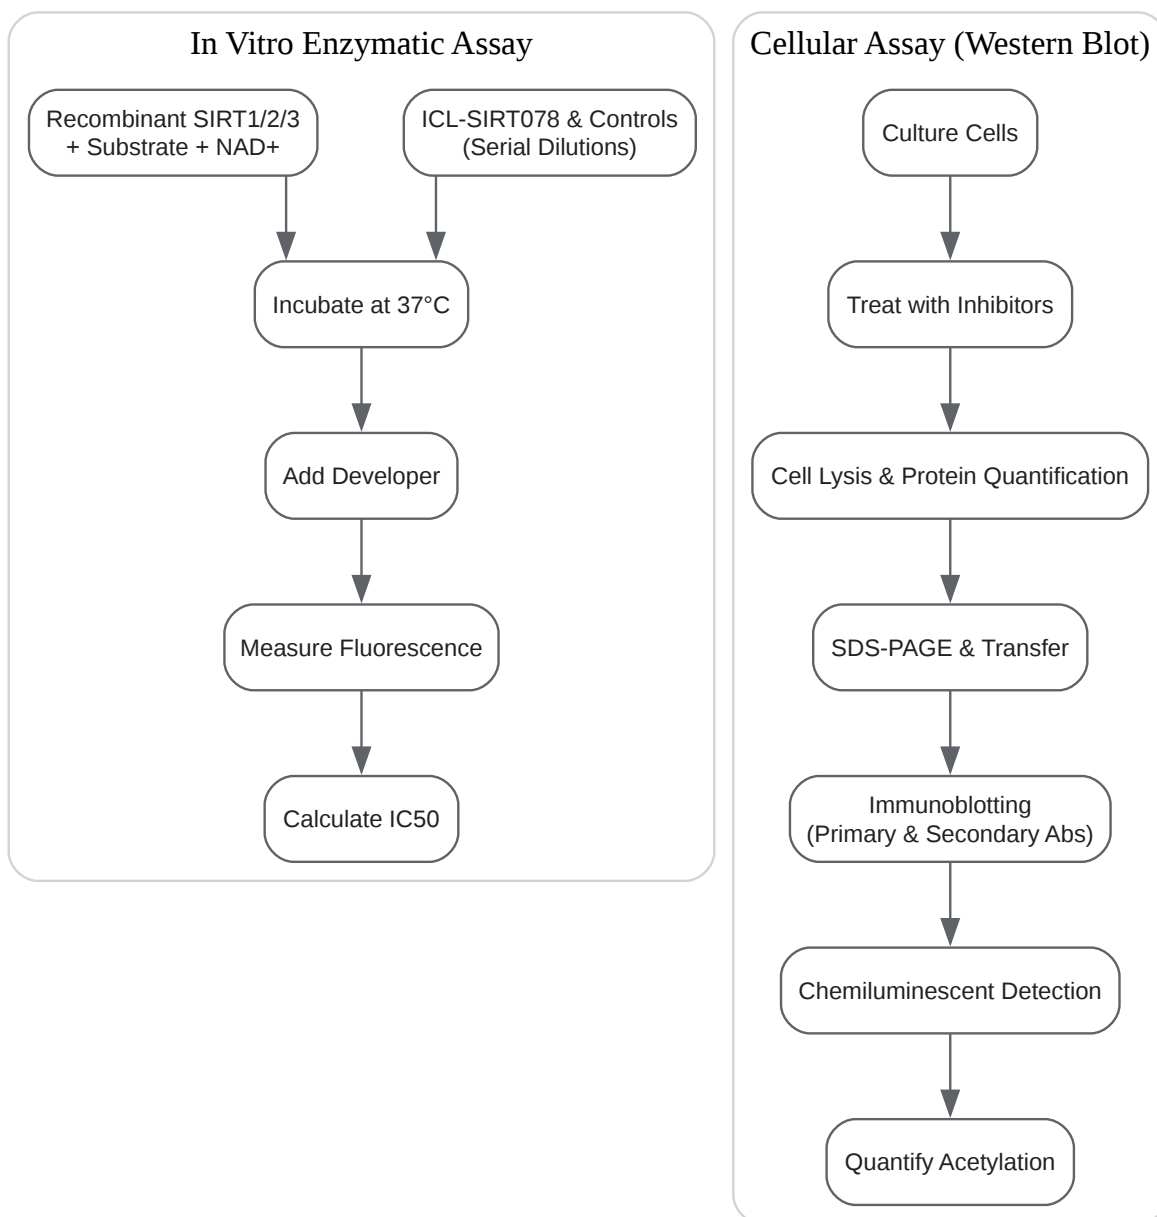 In Vitro Enzymatic Assay
Recombinant SIRT1/2/3
+ Substrate + NAD+
ICL-SIRT078 & Controls
(Serial Dilutions)
Incubate at 37°C
Add Developer
Measure Fluorescence
Calculate IC50
Cellular Assay (Western Blot)
Culture Cells
Treat with Inhibitors
Cell Lysis & Protein Quantification
SDS-PAGE & Transfer
Immunoblotting
(Primary & Secondary Abs)
Chemiluminescent Detection
Quantify Acetylation